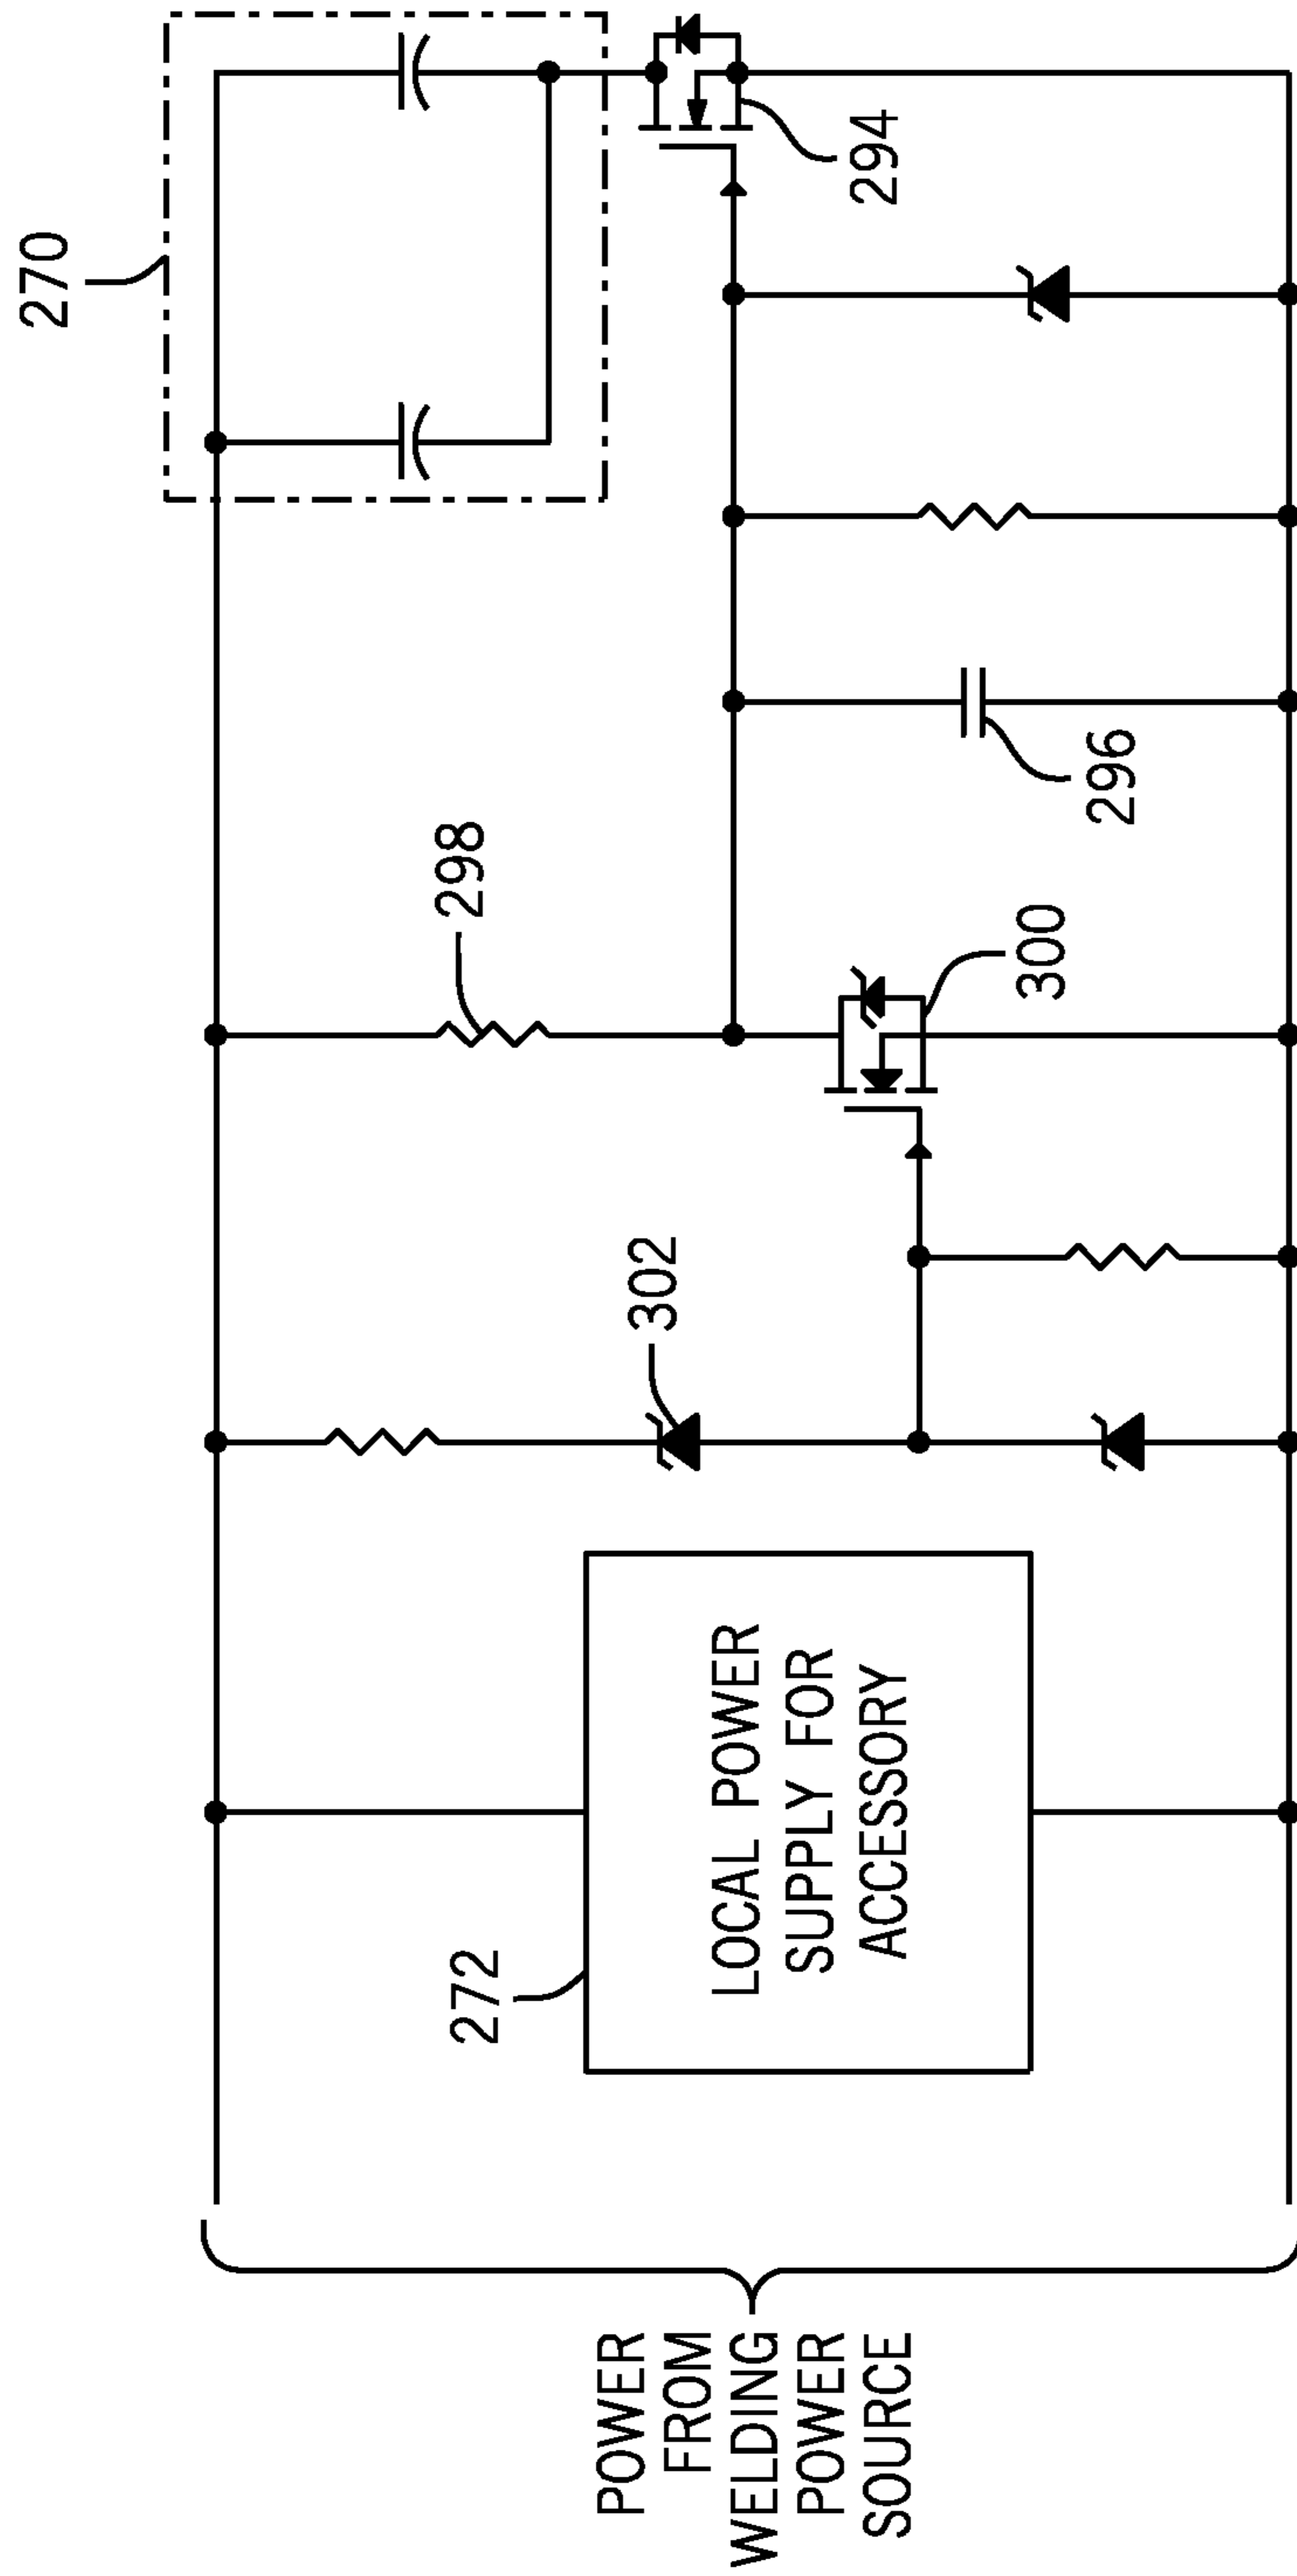 270
294
298
296
300
302
272
LOCAL POWER
SUPPLY FOR
ACCESSORY
POWER
FROM
WELDING
POWER
SOURCE